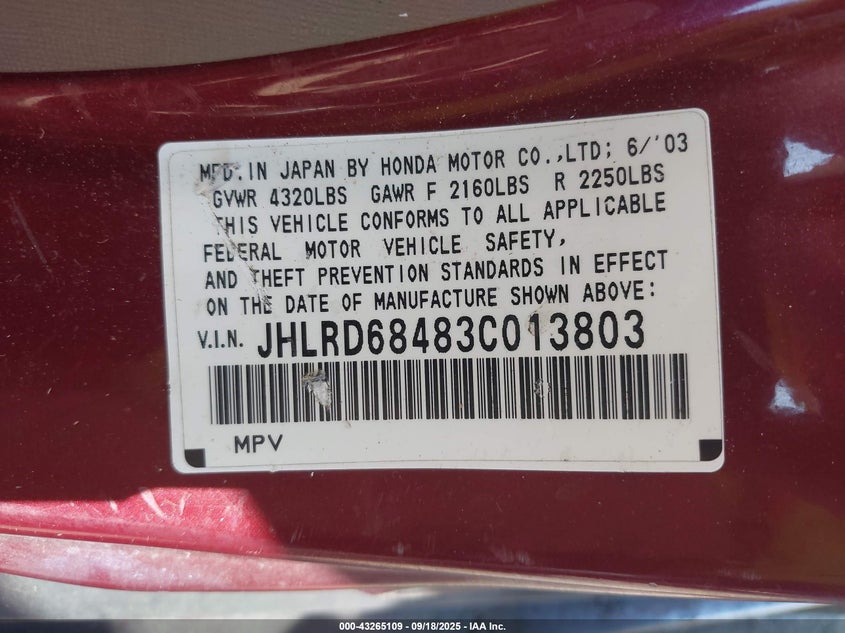 MFD. IN JAPAN BY HONDA MOTOR CO.,LTD; 6/'03
GVWR 4320LBS GAWR F 2160LBS R 2250LBS
THIS VEHICLE CONFORMS TO ALL APPLICABLE
FEDERAL MOTOR VEHICLE SAFETY,
AND THEFT PREVENTION STANDARDS IN EFFECT
ON THE DATE OF MANUFACTURE SHOWN ABOVE:
V.I.N. JHLRD68483C013803
MPV
000-43265109 - 09/18/2025 - IAA Inc.